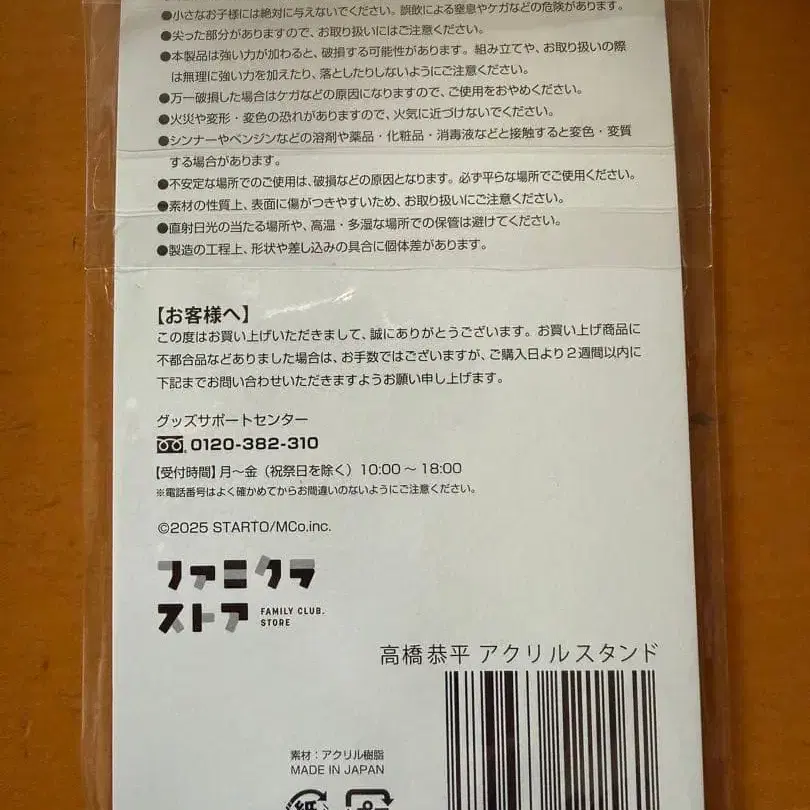 ●小さなお子様には絶対に与えないでください。誤飲による窒息やケガなどの危険があります。
●尖った部分がありますので、お取り扱いにはご注意ください。
●本製品は強い力が加わると、破損する可能性があります。組み立てや、お取り扱いの際
は無理に強い力を加えたり、落としたりしないようにご注意ください。
●万一破損した場合はケガなどの原因になりますので、ご使用をおやめください。
●火災や変形・変色の恐れがありますので、火気に近づけないでください。
●シンナーやベンジンなどの溶剤や薬品・化粧品・消毒液などと接触すると変色・変質
する場合があります。
●不安定な場所でのご使用は、破損などの原因となります。必ず平らな場所でご使用ください。
●素材の性質上、表面に傷がつきやすいため、お取り扱いにご注意ください。
●直射日光の当たる場所や、高温・多湿な場所での保管は避けてください。
●製造の工程上、形状や差し込みの具合に個体差があります。
【お客様へ】
この度はお買い上げいただきまして、誠にありがとうございます。お買い上げ商品に
不都合品などありました場合は、お手数ではございますが、ご購入日より2週間以内に
下記までお問い合わせいただきますようお願い申し上げます。
グッズサポートセンター
0120-382-310
【受付時間】月〜金（祝祭日を除く）10:00〜18:00
※電話番号はよく確かめてからお間違いのないようにご注意ください。
©2025 STARTO/MCo.inc.
ファミクラ
ストア
FAMILY CLUB.
STORE
高橋恭平 アクリルスタンド
素材：アクリル樹脂
MADE IN JAPAN
紙